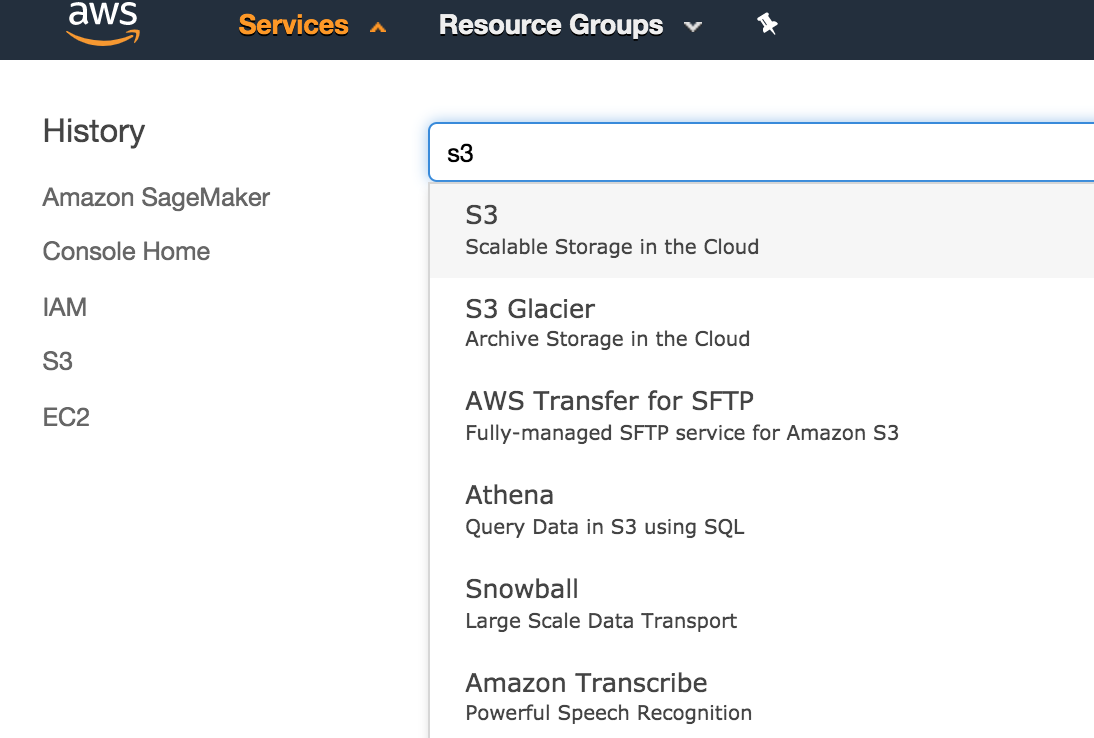 aws
Services
Resource Groups
History
Amazon SageMaker
Console Home
IAM
S3
EC2
s3
S3
Scalable Storage in the Cloud
S3 Glacier
Archive Storage in the Cloud
AWS Transfer for SFTP
Fully-managed SFTP service for Amazon S3
Athena
Query Data in S3 using SQL
Snowball
Large Scale Data Transport
Amazon Transcribe
Powerful Speech Recognition